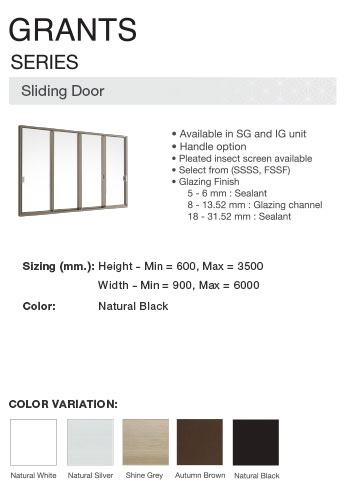 GRANTS
SERIES
Sliding Door
• Available in SG and IG unit
• Handle option
• Pleated insect screen available
• Select from (SSSS, FSSF)
• Glazing Finish
5 - 6 mm : Sealant
8 - 13.52 mm : Glazing channel
18 - 31.52 mm : Sealant
Sizing (mm.): Height - Min = 600, Max = 3500
Width - Min = 900, Max = 6000
Color: Natural Black
COLOR VARIATION:
Natural White Natural Silver Shine Grey Autumn Brown Natural Black